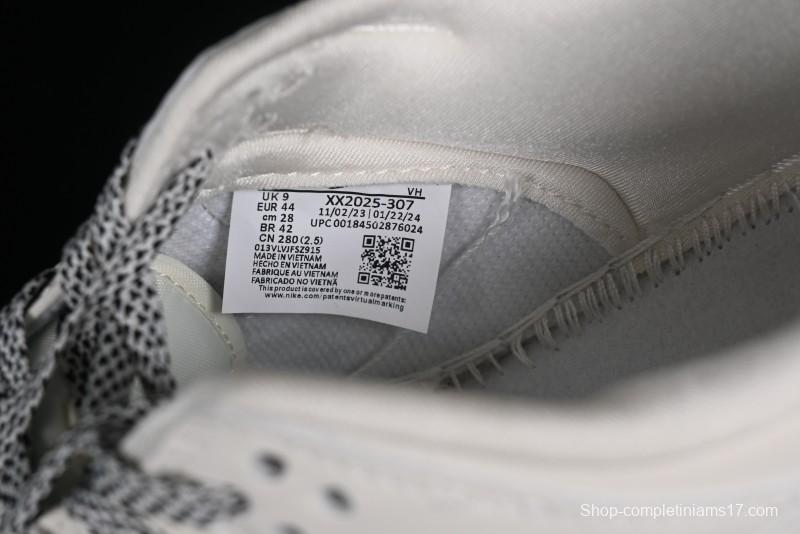 VH
UK 9
EUR 44
cm 28
BR 42
CN 280(2.5)
XX2025-307
11/02/23|01/22/24
UPC 00184502876024
013VLVJFSZ915
MADE IN VIETNAM
HECHO EN VIETNAM
FABRIQUE AU VIETNAM
FABRICADO NO VIETNÃ
This product is covered by one or more patents:
www.nike.com/patentsvirtualmarking
Shop-completiniams17.com